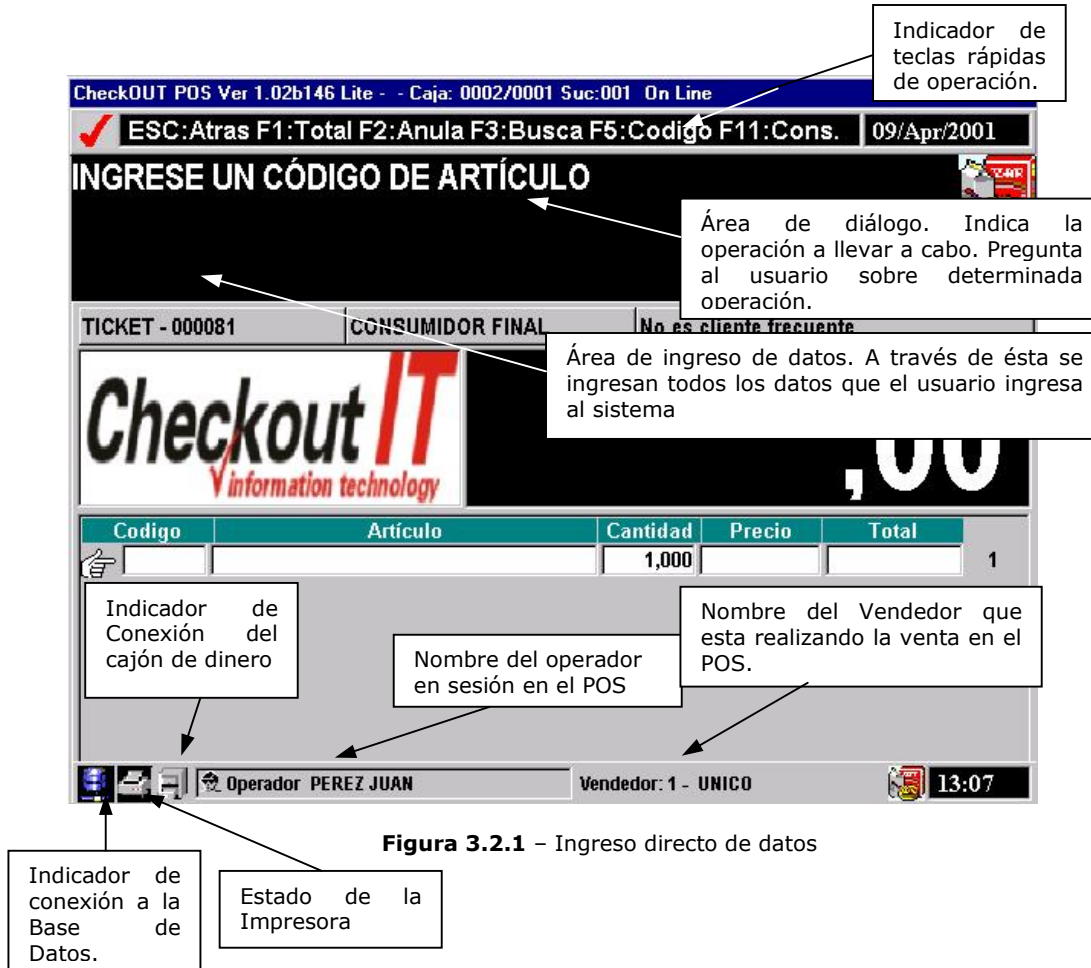 Indicador de
teclas rápidas
de operación.
CheckOUT POS Ver 1.02b146 Lite - - Caja: 0002/0001 Suc:001 On Line
ESC:Atras F1:Total F2:Anula F3:Busca F5:Codigo F11:Cons.
09/Apr/2001
INGRESE UN CÓDIGO DE ARTÍCULO
Área de diálogo. Indica la
operación a llevar a cabo. Pregunta
al usuario sobre determinada
operación.
TICKET - 000081
CONSUMIDOR FINAL
No es cliente frecuente
Área de ingreso de datos. A través de ésta se
ingresan todos los datos que el usuario ingresa
al sistema
Checkout IT
information technology
,00
Codigo Artículo Cantidad Precio Total
1,000 1
Indicador de
Conexión del
cajón de dinero
Nombre del operador
en sesión en el POS
Nombre del Vendedor que
esta realizando la venta en el
POS.
Operador PEREZ JUAN
Vendedor: 1 - UNICO
13:07
Figura 3.2.1 – Ingreso directo de datos
Indicador de
conexión a la
Base de
Datos.
Estado de la
Impresora